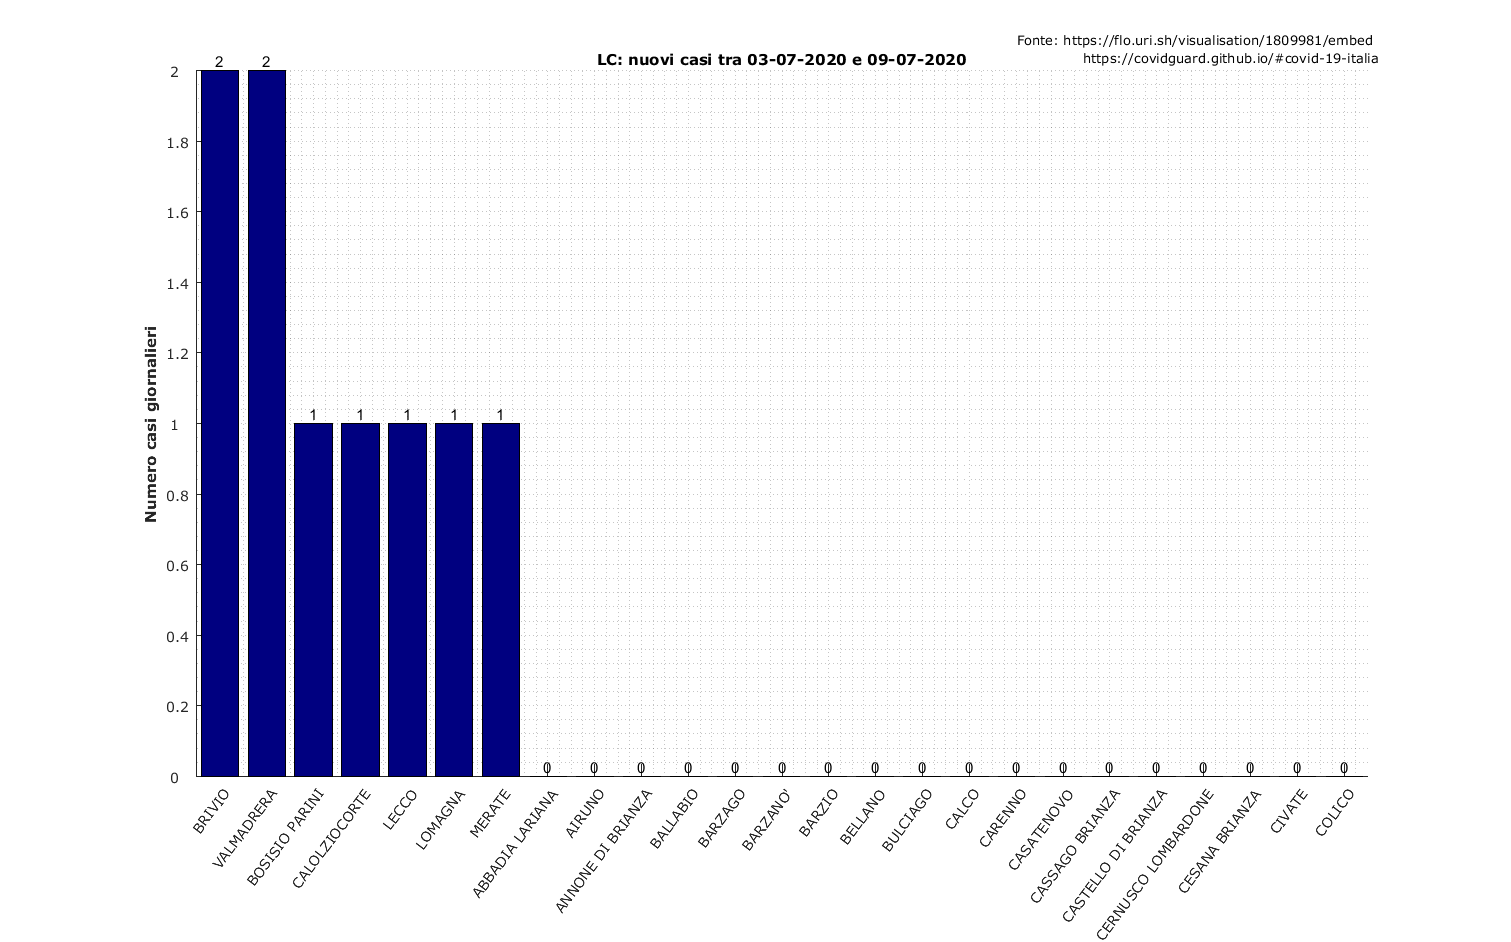 Fonte: https://flo.uri.sh/visualisation/1809981/embed
https://covidguard.github.io/#covid-19-italia
LC: nuovi casi tra 03-07-2020 e 09-07-2020
Numero casi giornalieri
2
1.8
1.6
1.4
1.2
1
0.8
0.6
0.4
0.2
0
2 2
1 1 1 1 1
0 0 0 0 0 0 0 0 0 0 0 0 0 0 0 0 0 0
BRIVIO
VALMADRERA
BOSISIO PARINI
CALOLZIOCORTE
LECCO
LOMAGNA
MERATE
ABBADIA LARIANA
AIRUNO
ANNONE DI BRIANZA
BALLABIO
BARZAGO
BARZANO'
BARZIO
BELLANO
BULCIAGO
CALCO
CARENNO
CASATENOVO
CASSAGO BRIANZA
CASTELLO DI BRIANZA
CERNUSCO LOMBARDONE
CESANA BRIANZA
CIVATE
COLICO